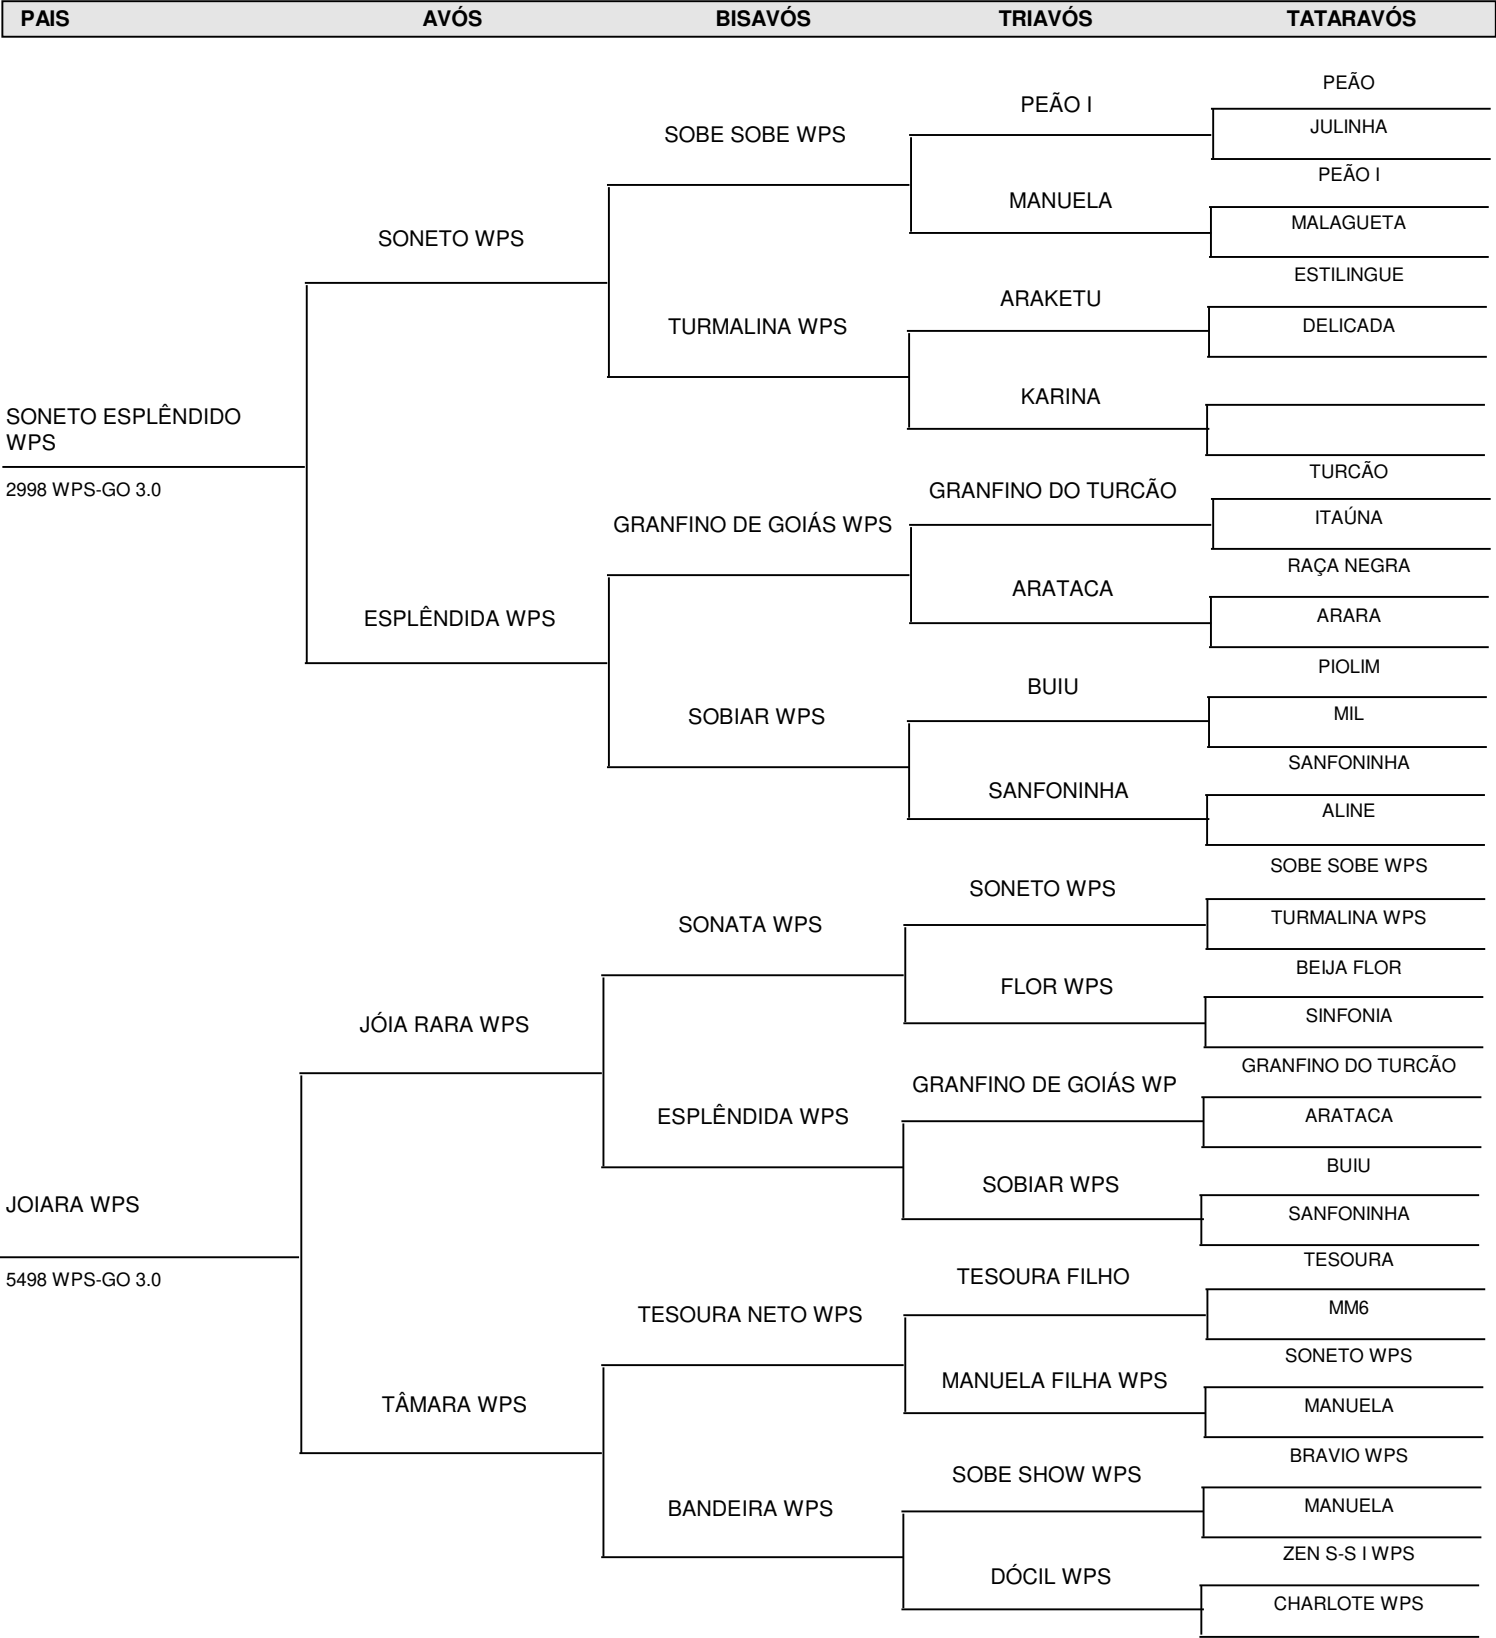 PAIS AVÓS BISAVÓS TRIAVÓS TATARAVÓS
PEÃO
PEÃO I
JULINHA
SOBE SOBE WPS
PEÃO I
MANUELA
MALAGUETA
SONETO WPS
ESTILINGUE
ARAKETU
TURMALINA WPS
DELICADA
KARINA
SONETO ESPLÊNDIDO
WPS
TURCÃO
2998 WPS-GO 3.0
GRANFINO DO TURCÃO
ITAÚNA
GRANFINO DE GOIÁS WPS
RAÇA NEGRA
ARATACA
ARARA
ESPLÊNDIDA WPS
PIOLIM
BUIU
MIL
SOBIAR WPS
SANFONINHA
SANFONINHA
ALINE
SOBE SOBE WPS
SONETO WPS
TURMALINA WPS
SONATA WPS
BEIJA FLOR
FLOR WPS
SINFONIA
JÓIA RARA WPS
GRANFINO DO TURCÃO
GRANFINO DE GOIÁS WP
ARATACA
ESPLÊNDIDA WPS
BUIU
SOBIAR WPS
JOIARA WPS
SANFONINHA
TESOURA
TESOURA FILHO
5498 WPS-GO 3.0
MM6
TESOURA NETO WPS
SONETO WPS
MANUELA FILHA WPS
TÂMARA WPS
MANUELA
BRAVIO WPS
SOBE SHOW WPS
MANUELA
BANDEIRA WPS
ZEN S-S I WPS
DÓCIL WPS
CHARLOTE WPS